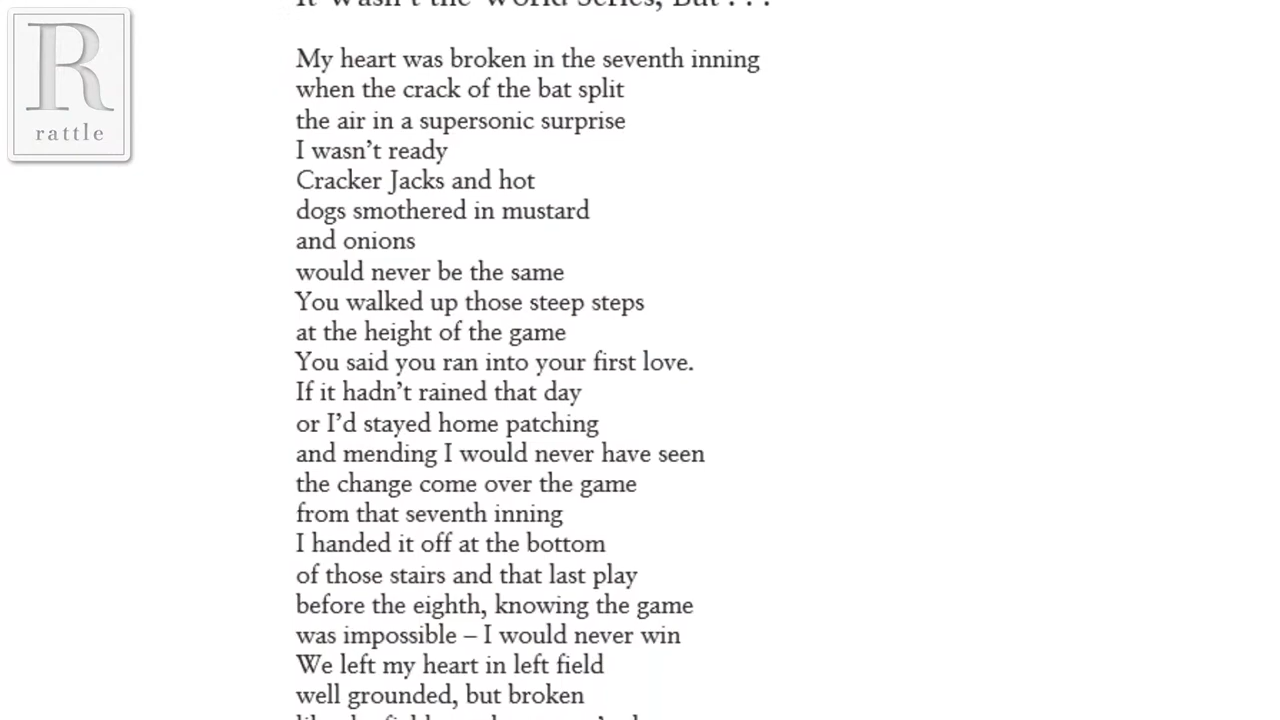 R
rattle
It Wasn't the World Series, But . . .
My heart was broken in the seventh inning
when the crack of the bat split
the air in a supersonic surprise
I wasn't ready
Cracker Jacks and hot
dogs smothered in mustard
and onions
would never be the same
You walked up those steep steps
at the height of the game
You said you ran into your first love.
If it hadn't rained that day
or I'd stayed home patching
and mending I would never have seen
the change come over the game
from that seventh inning
I handed it off at the bottom
of those stairs and that last play
before the eighth, knowing the game
was impossible – I would never win
We left my heart in left field
well grounded, but broken